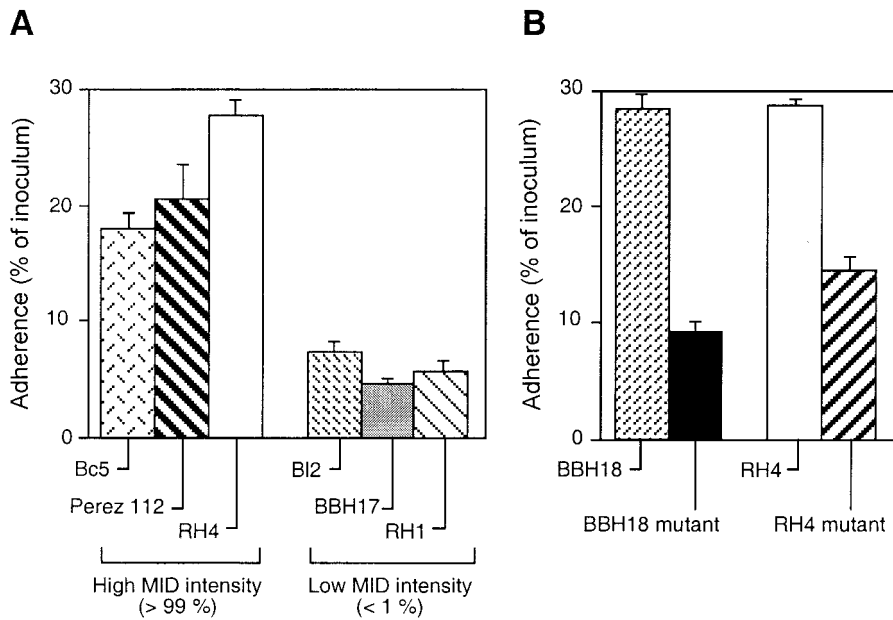 A
B
Adherence (% of inoculum)
30
20
10
0
Bc5
Perez 112
RH4
Bl2
BBH17
RH1
High MID intensity
(> 99 %)
Low MID intensity
(< 1 %)
Adherence (% of inoculum)
30
20
10
0
BBH18
BBH18 mutant
RH4
RH4 mutant